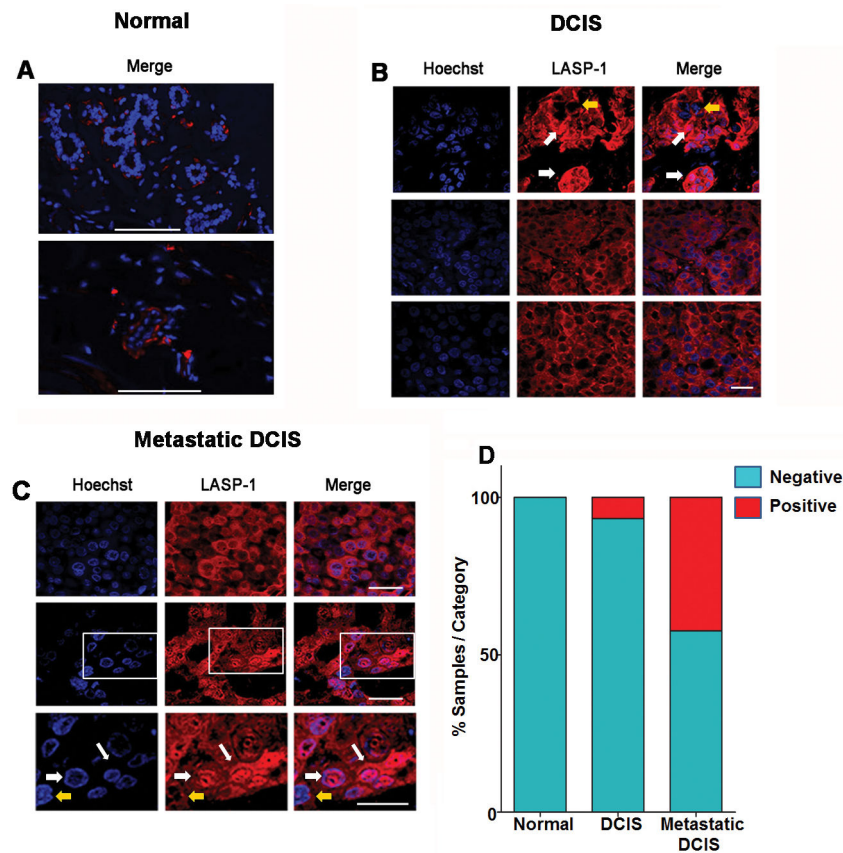 Normal
DCIS
A
Merge
B
Hoechst LASP-1 Merge
Metastatic DCIS
C
Hoechst LASP-1 Merge
D
Negative
Positive
100
50
0
% Samples / Category
Normal DCIS Metastatic
DCIS